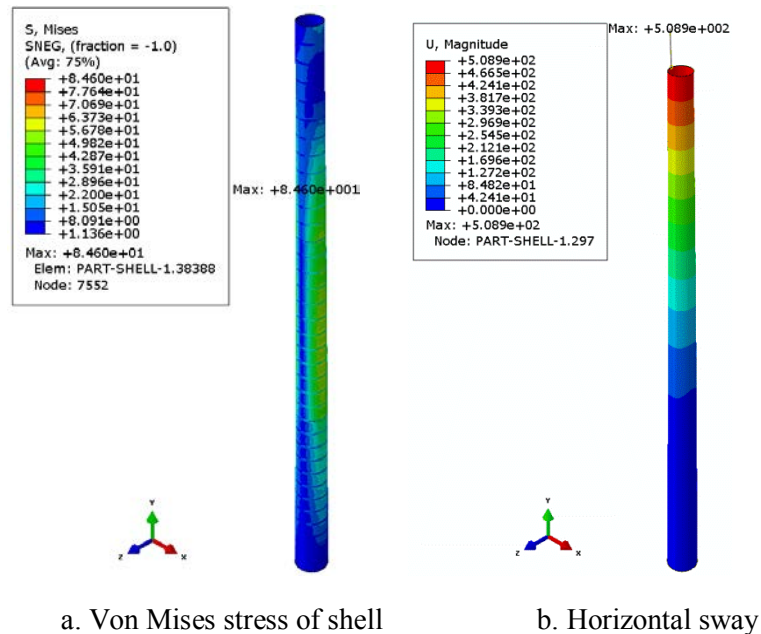 S, Mises
SNEG, (fraction = -1.0)
(Avg: 75%)
+8.460e+01
+7.764e+01
+7.069e+01
+6.373e+01
+5.678e+01
+4.982e+01
+4.287e+01
+3.591e+01
+2.896e+01
+2.200e+01
+1.505e+01
+8.091e+00
+1.136e+00
Max: +8.460e+01
Elem: PART-SHELL-1.38388
Node: 7552
Max: +8.460e+001
Y
Z
X
a. Von Mises stress of shell
U, Magnitude
+5.089e+02
+4.665e+02
+4.241e+02
+3.817e+02
+3.393e+02
+2.969e+02
+2.545e+02
+2.121e+02
+1.696e+02
+1.272e+02
+8.482e+01
+4.241e+01
+0.000e+00
Max: +5.089e+02
Node: PART-SHELL-1.297
Max: +5.089e+002
Y
Z
X
b. Horizontal sway